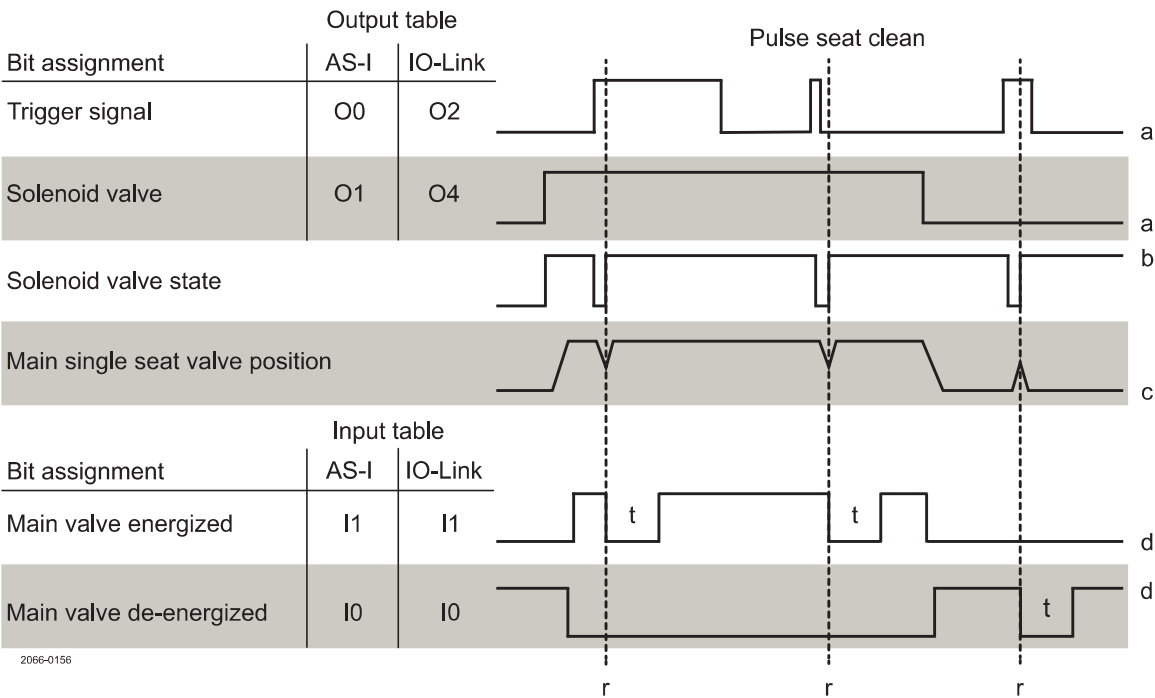 Output table
Pulse seat clean
Bit assignment AS-I IO-Link
Trigger signal O0 O2
a
Solenoid valve O1 O4
a
b
Solenoid valve state
Main single seat valve position
c
Input table
Bit assignment AS-I IO-Link
Main valve energized I1 I1 t t
d
d
Main valve de-energized I0 I0 t
2066-0156
r r r